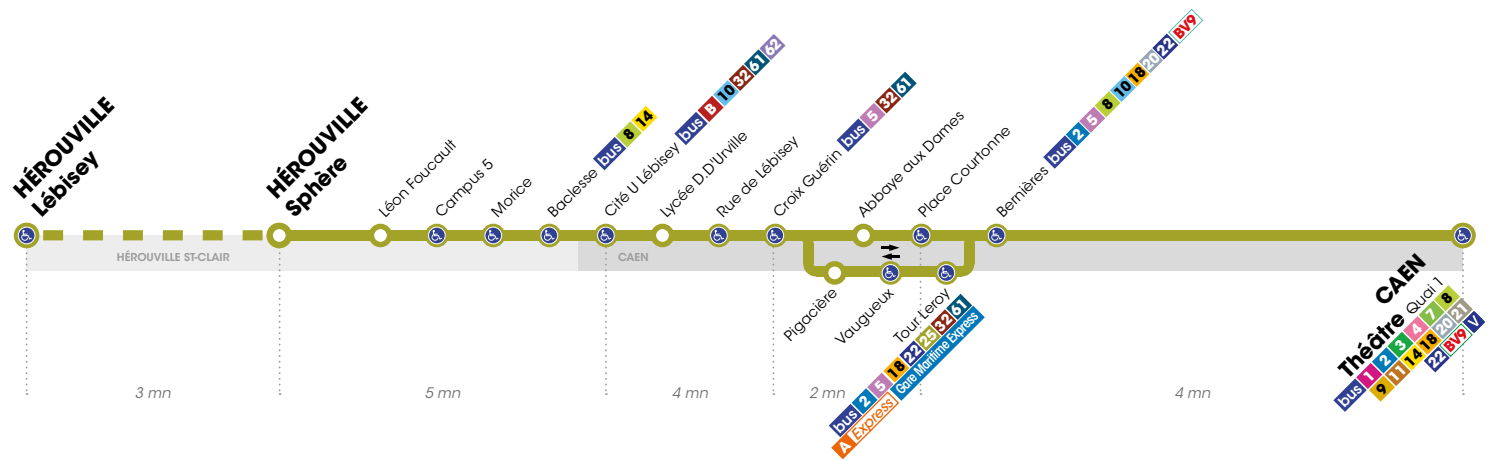 HÉROUVILLE
Lébisey
HÉROUVILLE
Sphère
Léon Foucault
Campus 5
Morice
Baclesse bus 8 14
Cité U Lébisey bus B 10 32 61 62
Lycée D.D'Urville
Rue de Lébisey
Croix Guérin bus 5 32 61
Abbaye aux Dames
Place Courtonne
Bernières bus 2 5 8 10 18 20 22 BV9
HÉROUVILLE ST-CLAIR
CAEN
Pigacière
Vaugueux
Tour Leroy
bus 2 5 18 22 25 32 61
A Express Gare Maritime Express
CAEN
Théâtre Quai 1
bus 1 2 3 4 7 8
9 11 14 18 20 21
22 BV9 V
3 mn
5 mn
4 mn
2 mn
4 mn